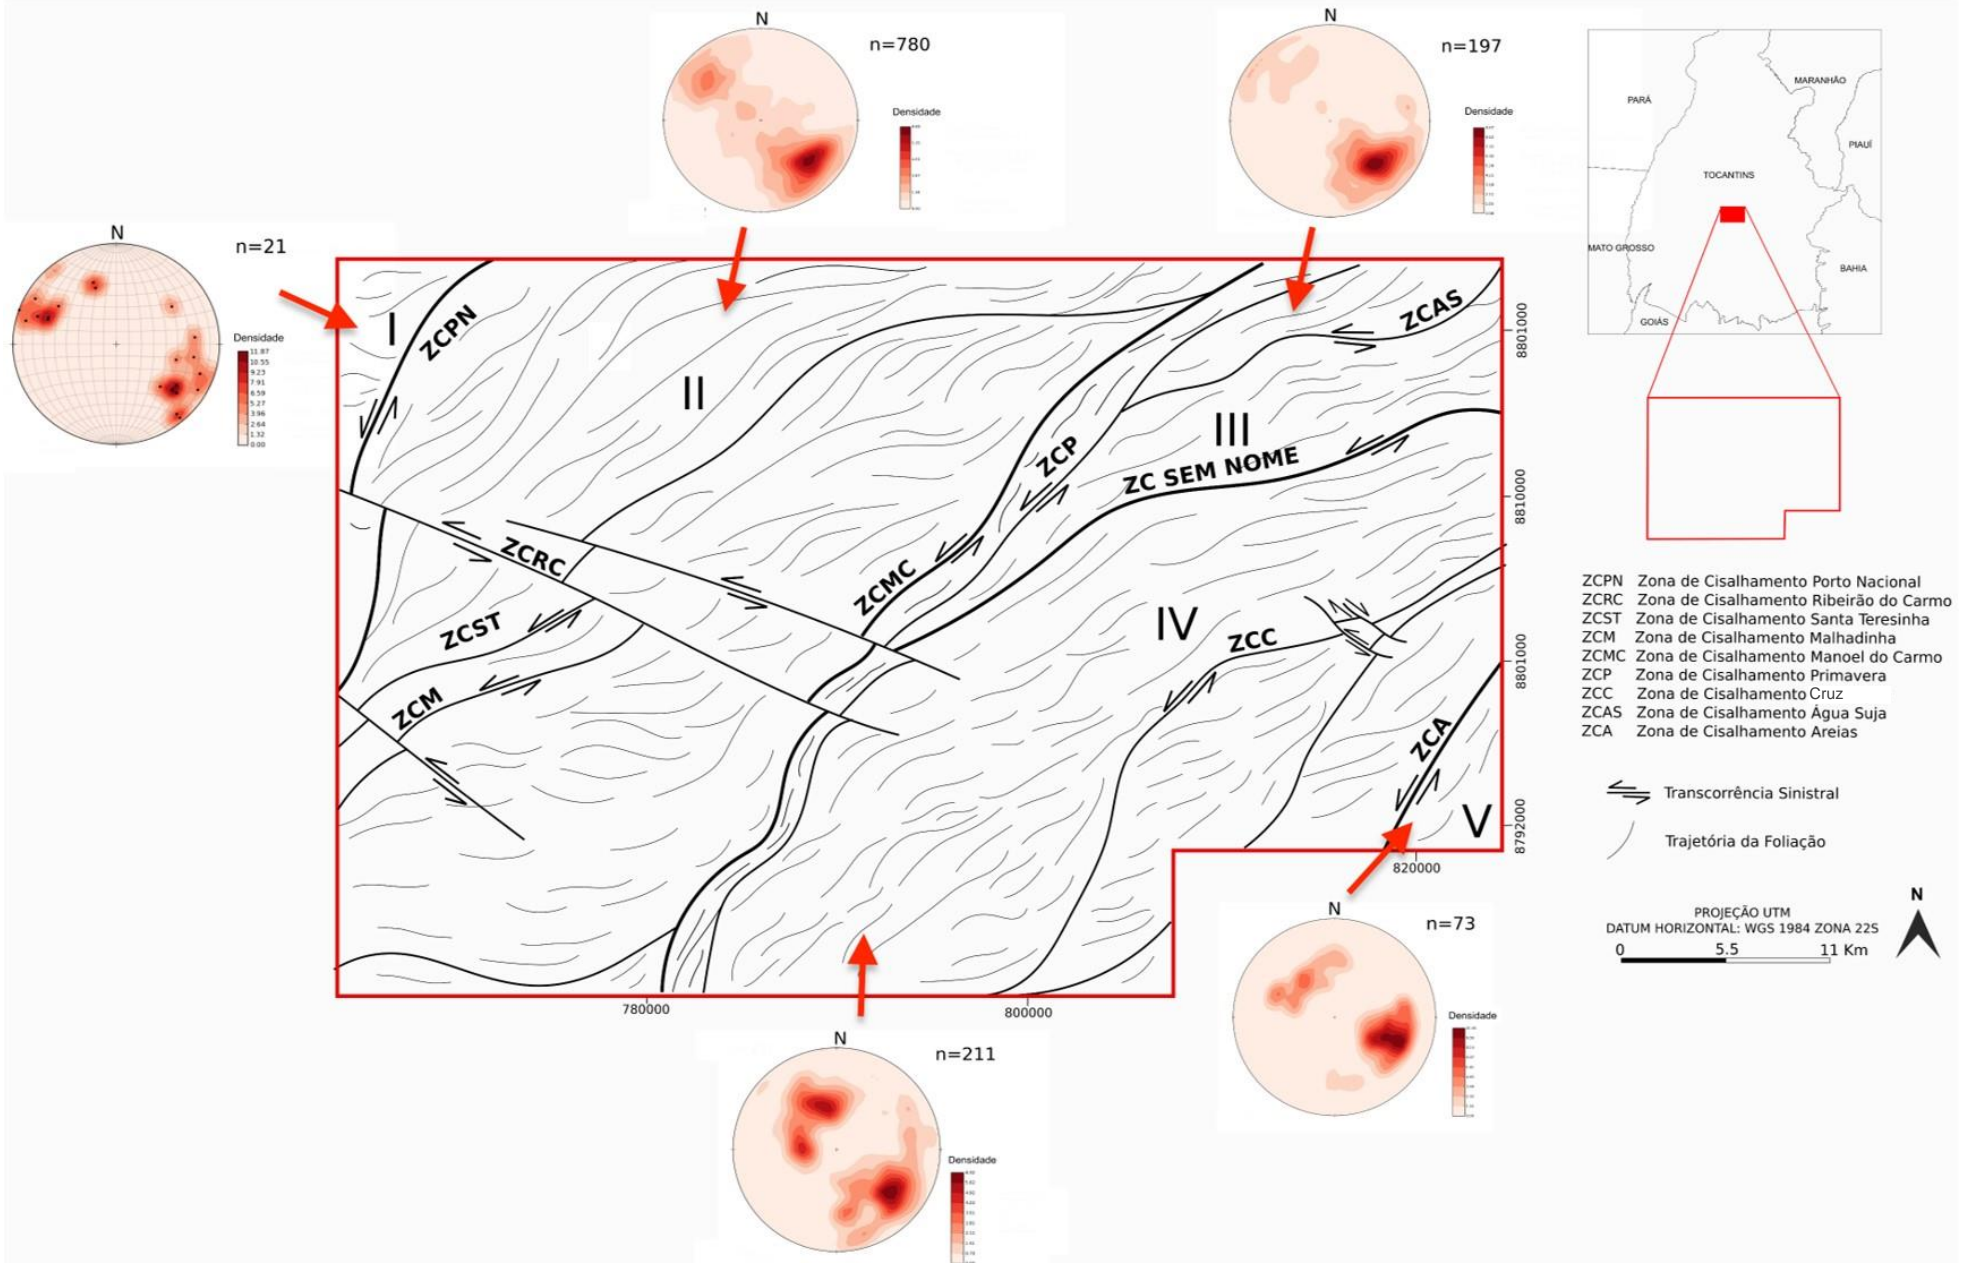 N
n=780
Densidade
N
n=197
Densidade
N
n=21
Densidade
11.87
10.55
9.23
7.91
6.59
5.27
3.96
2.64
1.32
0.00
PARÁ
MARANHÃO
PIAUÍ
TOCANTINS
MATO GROSSO
BAHIA
GOIÁS
I
ZCPN
II
ZCAS
III
ZCP
ZC SEM NOME
ZCRC
ZCMC
ZCST
IV
ZCC
ZCM
ZCA
V
8801000
8810000
8801000
8792000
820000
780000
800000
ZCPN Zona de Cisalhamento Porto Nacional
ZCRC Zona de Cisalhamento Ribeirão do Carmo
ZCST Zona de Cisalhamento Santa Teresinha
ZCM Zona de Cisalhamento Malhadinha
ZCMC Zona de Cisalhamento Manoel do Carmo
ZCP Zona de Cisalhamento Primavera
ZCC Zona de Cisalhamento Cruz
ZCAS Zona de Cisalhamento Água Suja
ZCA Zona de Cisalhamento Areias
Transcorrência Sinistral
Trajetória da Foliação
N
PROJEÇÃO UTM
DATUM HORIZONTAL: WGS 1984 ZONA 22S
0 5.5 11 Km
N
n=73
Densidade
N
n=211
Densidade